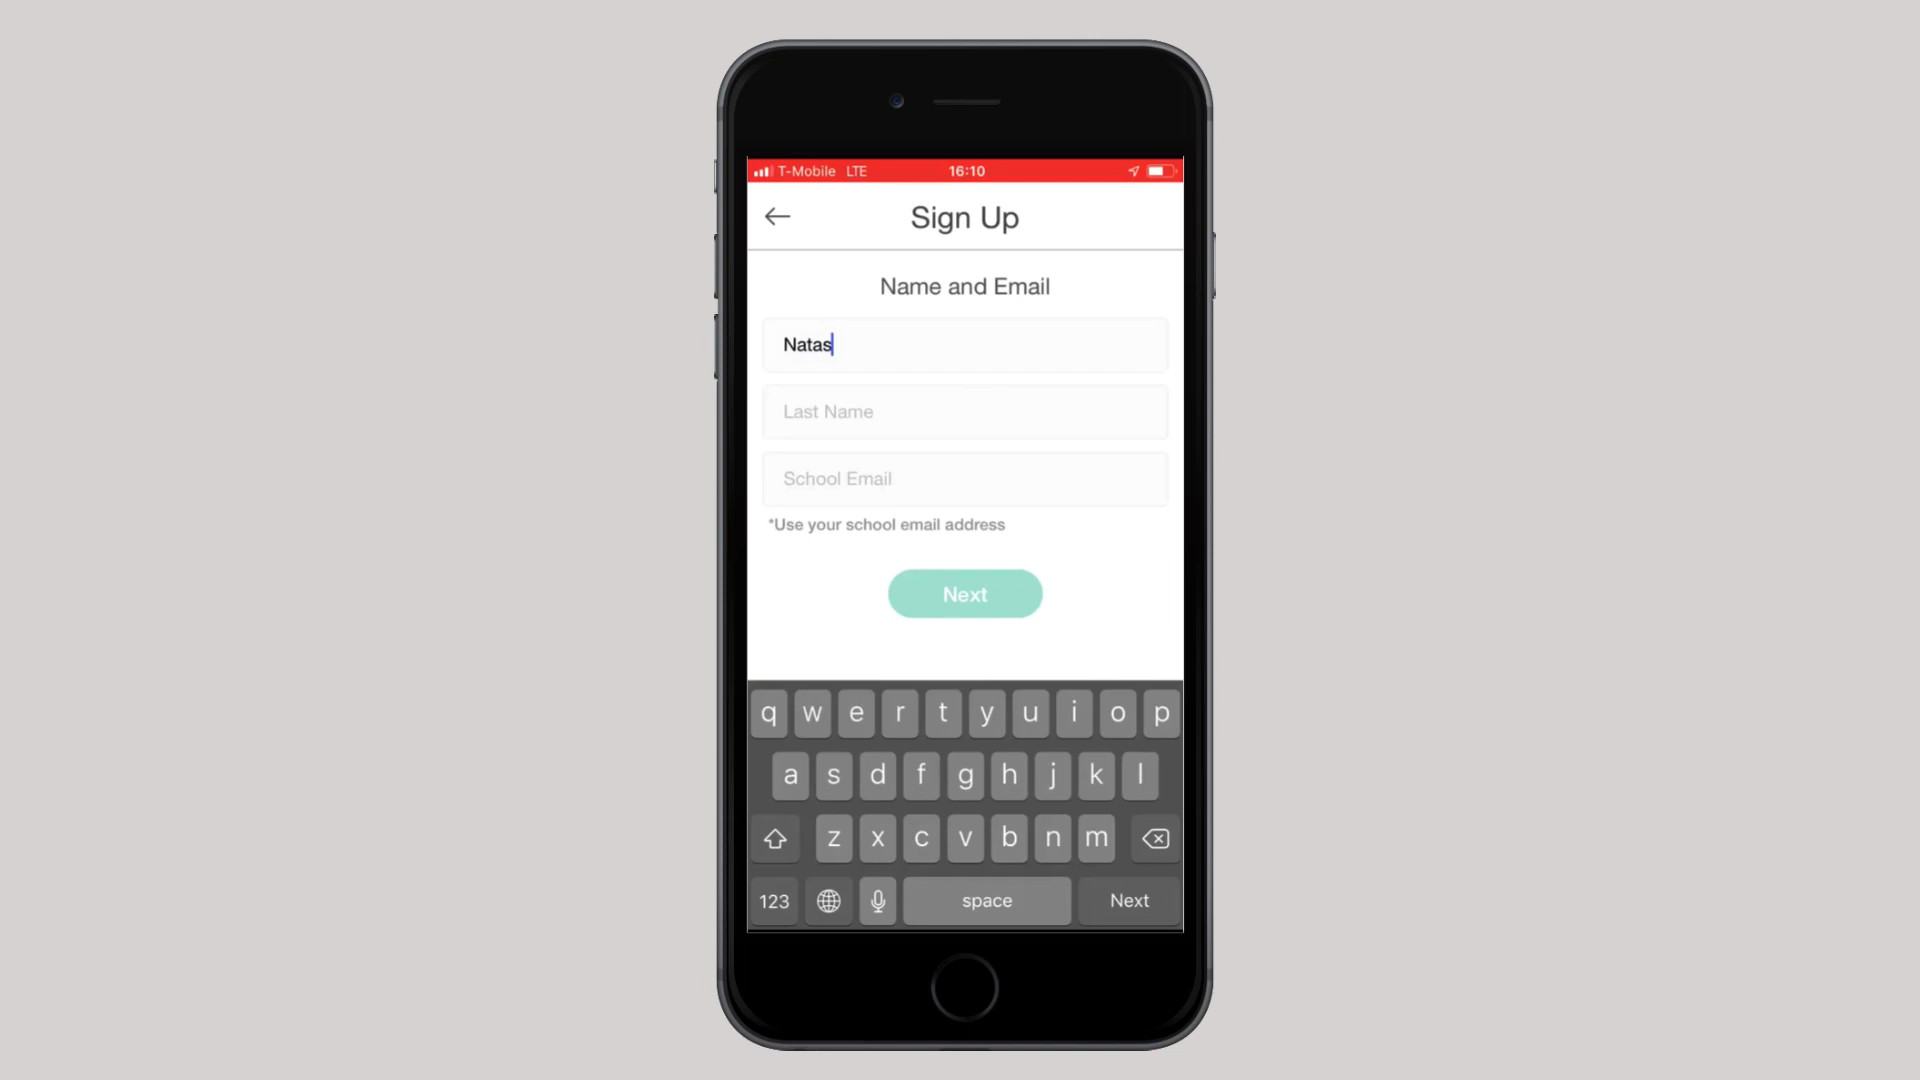 T-Mobile LTE 16:10
Sign Up
Name and Email
Natas
Last Name
School Email
*Use your school email address
Next
q w e r t y u i o p
a s d f g h j k l
z x c v b n m
123 space Next